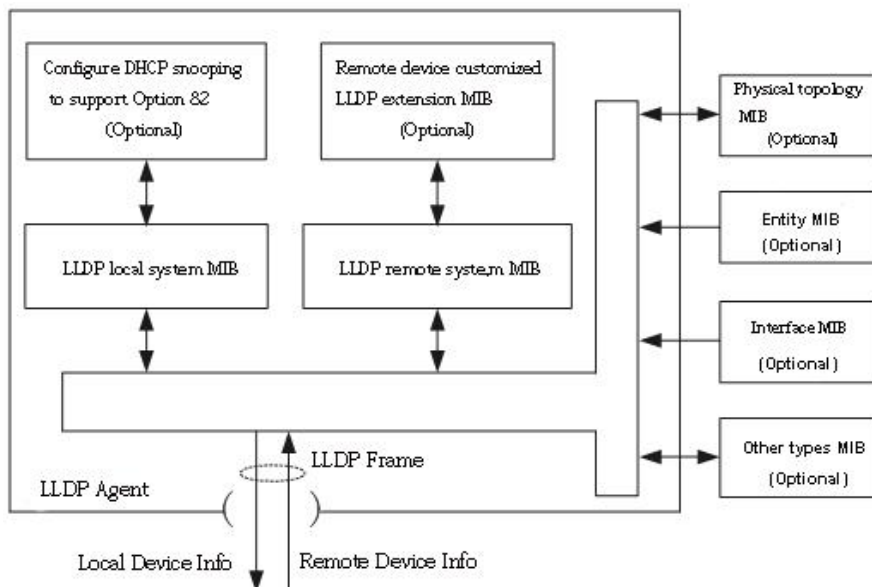 Configure DHCP snooping
to support Option 82
(Optional)
Remote device customized
LLDP extension MIB
(Optional)
Physical topology
MIB
(Optional)
Entity MIB
(Optional)
LLDP local system MIB
LLDP remote syste,m MIB
Interface MIB
(Optional)
Other types MIB
(Optional)
LLDP Frame
LLDP Agent
Local Device Info
Remote Device Info